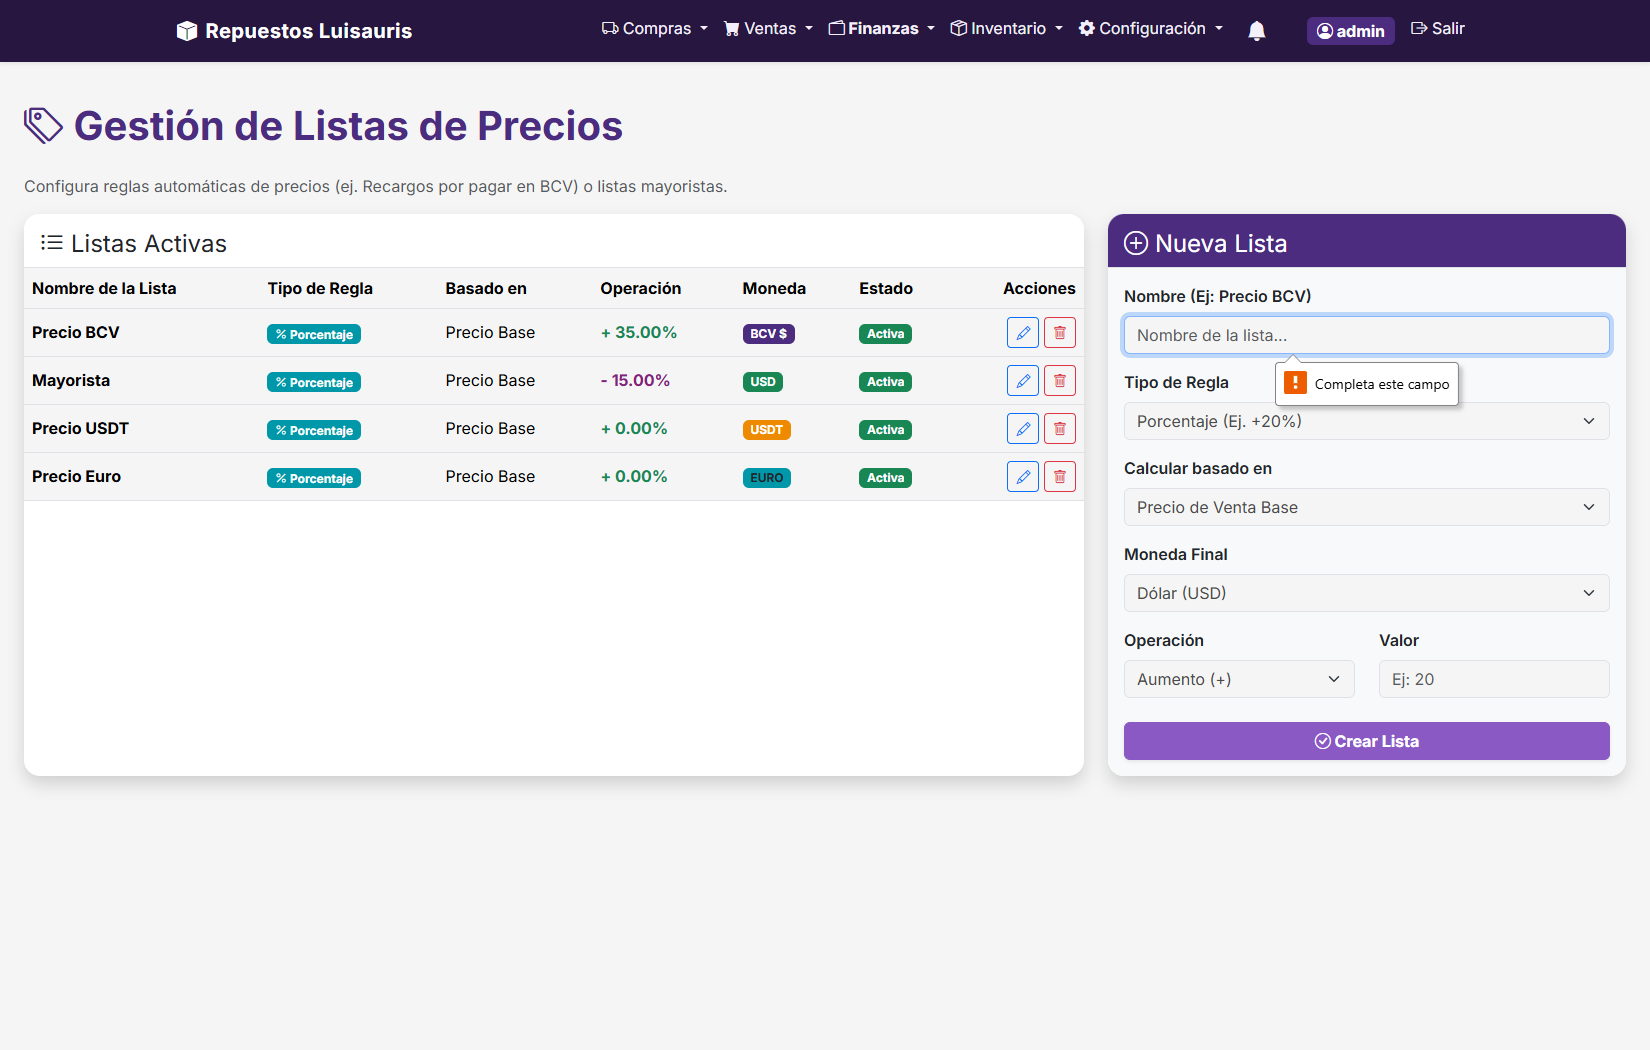 Repuestos Luisauris
Compras
Ventas
Finanzas
Inventario
Configuración
admin
Salir
Gestión de Listas de Precios
Configura reglas automáticas de precios (ej. Recargos por pagar en BCV) o listas mayoristas.
Listas Activas
Nombre de la Lista Tipo de Regla Basado en Operación Moneda Estado Acciones
Precio BCV % Porcentaje Precio Base + 35.00% BCV $ Activa
Mayorista % Porcentaje Precio Base - 15.00% USD Activa
Precio USDT % Porcentaje Precio Base + 0.00% USDT Activa
Precio Euro % Porcentaje Precio Base + 0.00% EURO Activa
Nueva Lista
Nombre (Ej: Precio BCV)
Nombre de la lista...
Completa este campo
Tipo de Regla
Porcentaje (Ej. +20%)
Calcular basado en
Precio de Venta Base
Moneda Final
Dólar (USD)
Operación Valor
Aumento (+) Ej: 20
Crear Lista